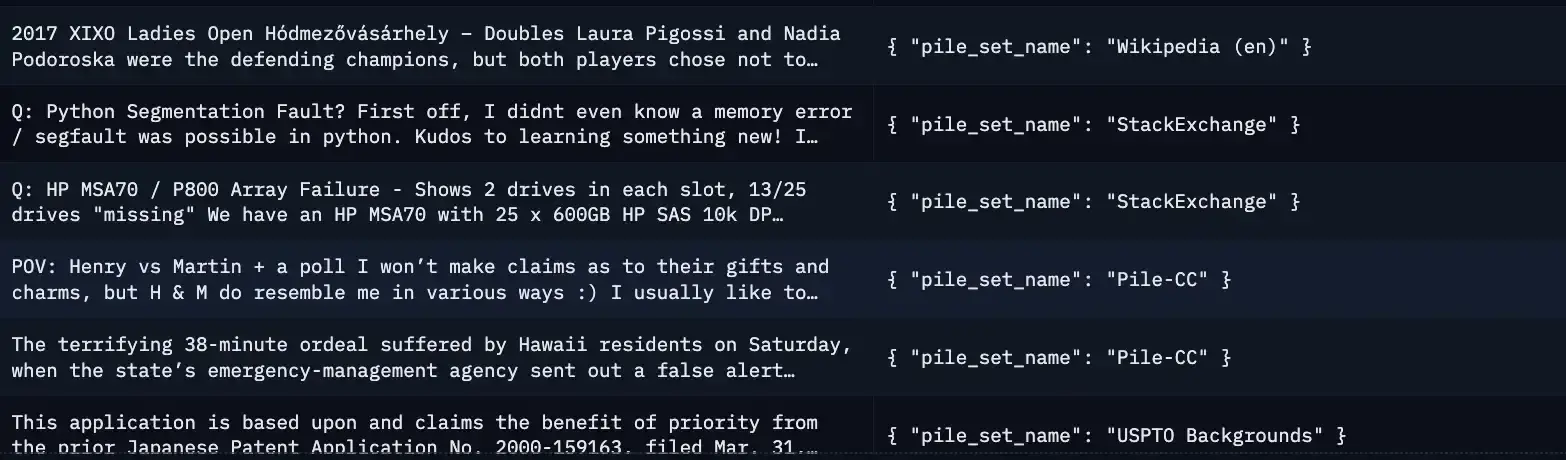 2017 XIXO Ladies Open Hódmezővásárhely – Doubles Laura Pigossi and Nadia
Podoroska were the defending champions, but both players chose not to…
{ "pile_set_name": "Wikipedia (en)" }
Q: Python Segmentation Fault? First off, I didnt even know a memory error
/ segfault was possible in python. Kudos to learning something new! I…
{ "pile_set_name": "StackExchange" }
Q: HP MSA70 / P800 Array Failure - Shows 2 drives in each slot, 13/25
drives "missing" We have an HP MSA70 with 25 x 600GB HP SAS 10k DP…
{ "pile_set_name": "StackExchange" }
POV: Henry vs Martin + a poll I won’t make claims as to their gifts and
charms, but H & M do resemble me in various ways :) I usually like to…
{ "pile_set_name": "Pile-CC" }
The terrifying 38-minute ordeal suffered by Hawaii residents on Saturday,
when the state’s emergency-management agency sent out a false alert…
{ "pile_set_name": "Pile-CC" }
This application is based upon and claims the benefit of priority from
the prior Japanese Patent Application No. 2000-159163, filed Mar. 31,…
{ "pile_set_name": "USPTO Backgrounds" }